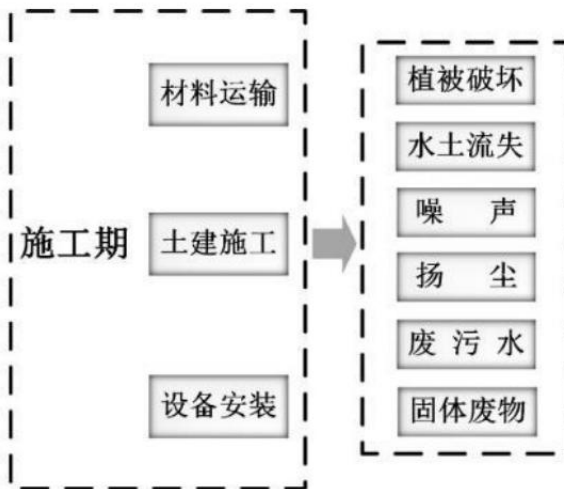 施工期
材料运输
土建施工
设备安装
植被破坏
水土流失
噪 声
扬 尘
废 污 水
固体废物